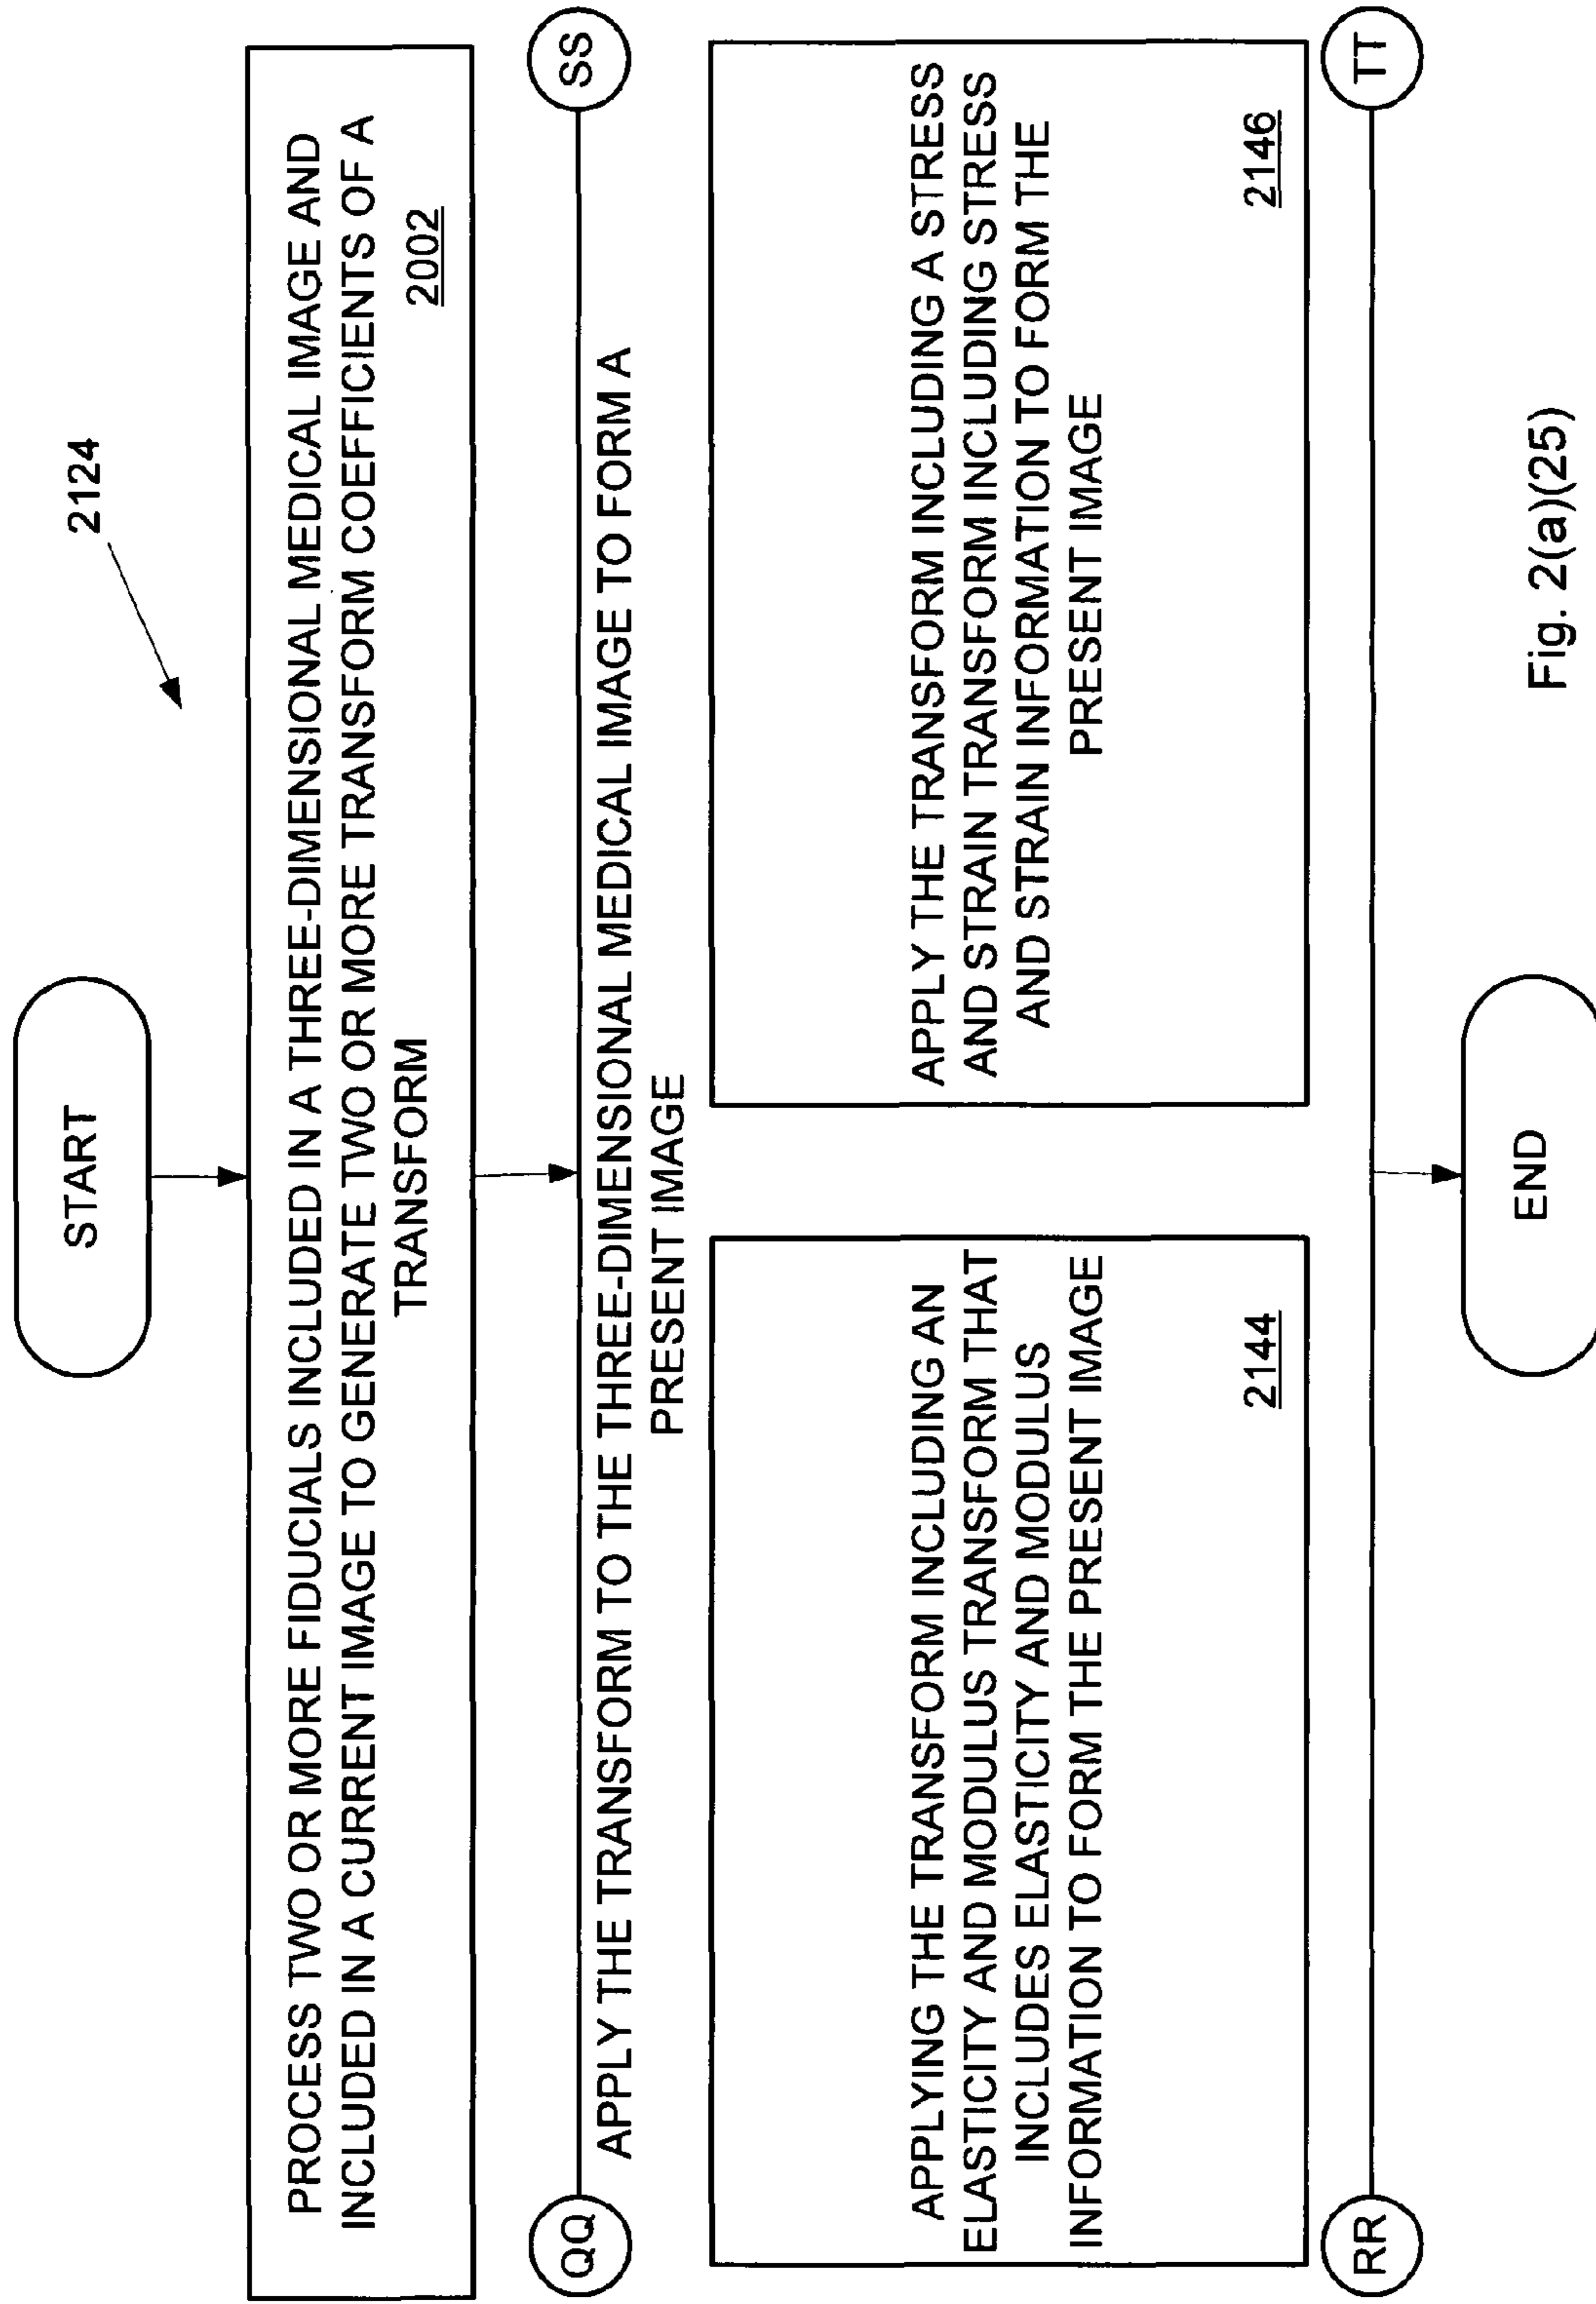 START
2124
PROCESS TWO OR MORE FIDUCIALS INCLUDED IN A THREE-DIMENSIONAL MEDICAL IMAGE AND
INCLUDED IN A CURRENT IMAGE TO GENERATE TWO OR MORE TRANSFORM COEFFICIENTS OF A
TRANSFORM
2002
QQ
SS
APPLY THE TRANSFORM TO THE THREE-DIMENSIONAL MEDICAL IMAGE TO FORM A
PRESENT IMAGE
APPLYING THE TRANSFORM INCLUDING AN
ELASTICITY AND MODULUS TRANSFORM THAT
INCLUDES ELASTICITY AND MODULUS
INFORMATION TO FORM THE PRESENT IMAGE
2144
APPLY THE TRANSFORM INCLUDING A STRESS
AND STRAIN TRANSFORM INCLUDING STRESS
AND STRAIN INFORMATION TO FORM THE
PRESENT IMAGE
2146
RR
TT
END
Fig. 2(a)(25)